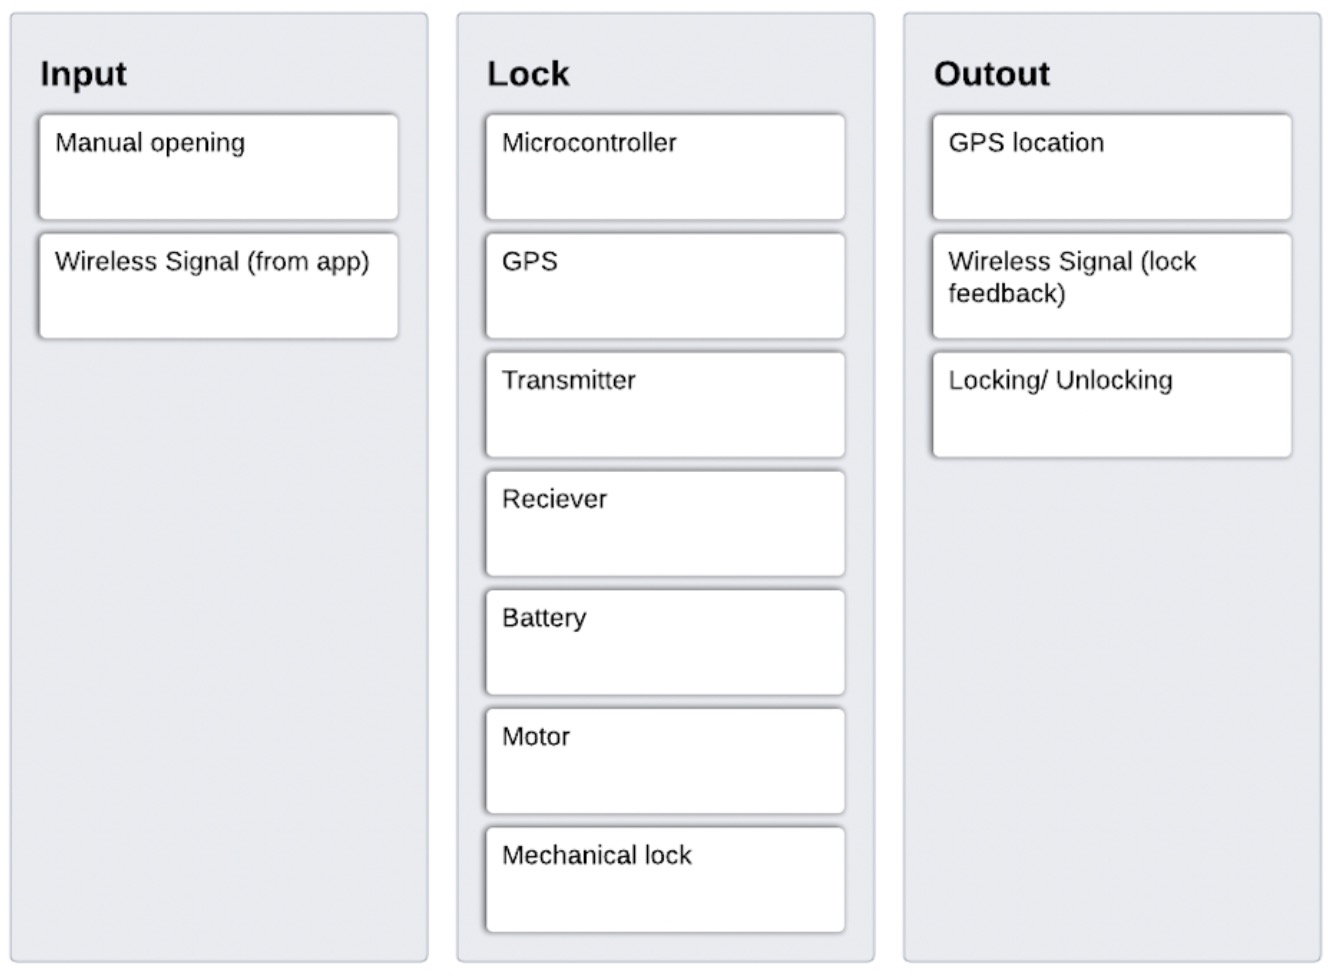 Input
Manual opening
Wireless Signal (from app)
Lock
Microcontroller
GPS
Transmitter
Reciever
Battery
Motor
Mechanical lock
Outout
GPS location
Wireless Signal (lock
feedback)
Locking/ Unlocking